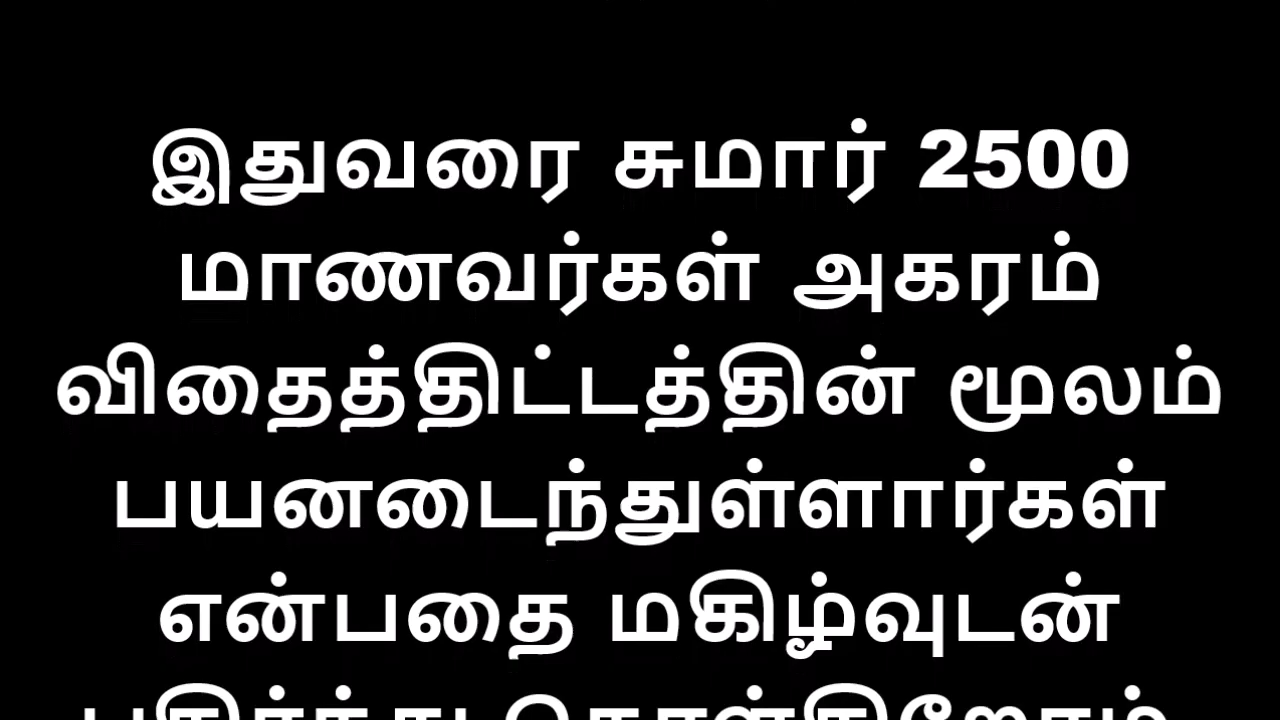 இதுவரை சுமார் 2500
மாணவர்கள் அகரம்
விதைத்திட்டத்தின் மூலம்
பயனடைந்துள்ளார்கள்
என்பதை மகிழ்வுடன்